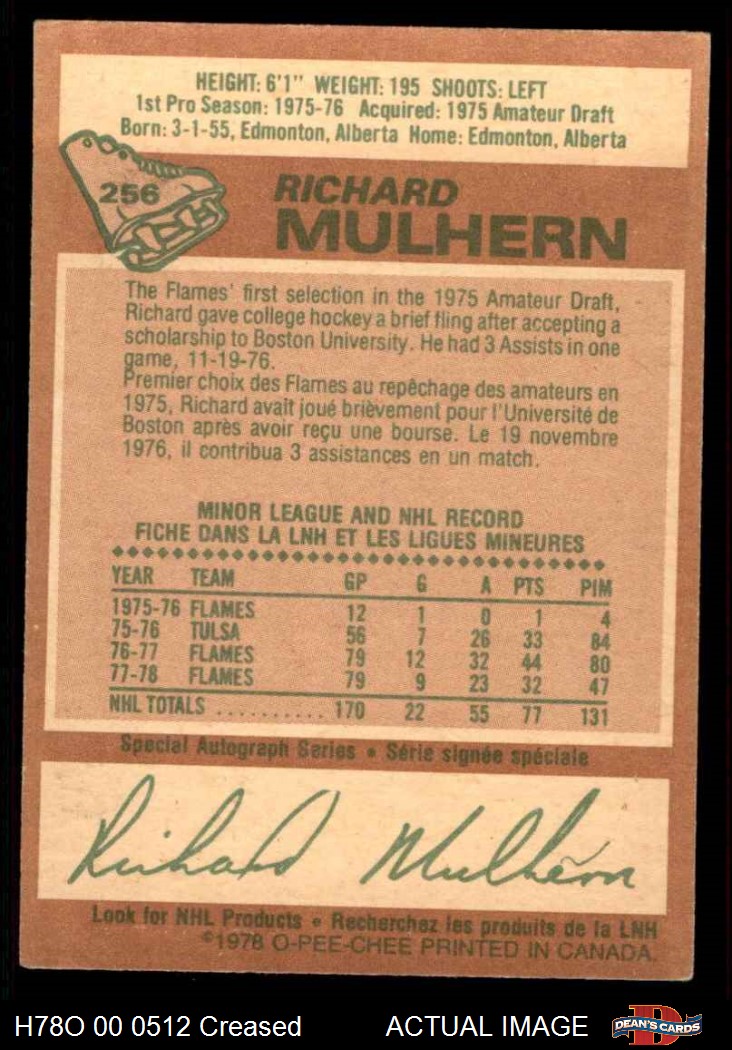 HEIGHT: 6'1" WEIGHT: 195 SHOOTS: LEFT
1st Pro Season: 1975-76 Acquired: 1975 Amateur Draft
Born: 3-1-55, Edmonton, Alberta Home: Edmonton, Alberta
256
RICHARD
MULHERN
The Flames' first selection in the 1975 Amateur Draft,
Richard gave college hockey a brief fling after accepting a
scholarship to Boston University. He had 3 Assists in one
game, 11-19-76.
Premier choix des Flames au repêchage des amateurs en
1975, Richard avait joué brièvement pour l'Université de
Boston après avoir reçu une bourse. Le 19 novembre
1976, il contribua 3 assistances en un match.
MINOR LEAGUE AND NHL RECORD
FICHE DANS LA LNH ET LES LIGUES MINEURES
YEAR TEAM GP G A PTS PIM
1975-76 FLAMES 12 1 0 1 4
75-76 TULSA 56 7 26 33 84
76-77 FLAMES 79 12 32 44 80
77-78 FLAMES 79 9 23 32 47
NHL TOTALS .......... 170 22 55 77 131
Special Autograph Series • Série signée spéciale
Richard Mulhern
Look for NHL Products • Recherchez les produits de la LNH
©1978 O-PEE-CHEE PRINTED IN CANADA.
H78O 00 0512 Creased ACTUAL IMAGE DEAN'S CARDS